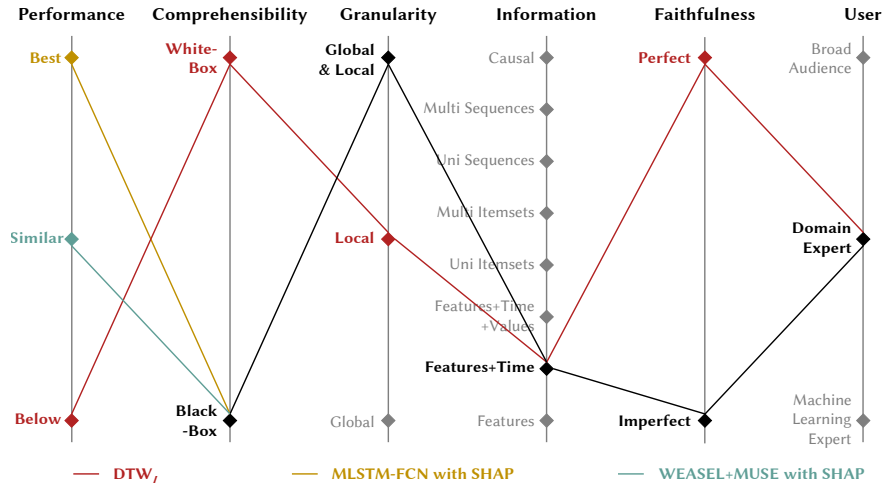 Performance Comprehensibility Granularity Information Faithfulness User
Best
White-
Box
Global
& Local
Causal
Perfect
Broad
Audience
Multi Sequences
Uni Sequences
Similar
Local
Multi Itemsets
Domain
Expert
Uni Itemsets
Features+Time
+Values
Features+Time
Below
Black
-Box
Global
Features
Imperfect
Machine
Learning
Expert
DTW_I MLSTM-FCN with SHAP WEASEL+MUSE with SHAP